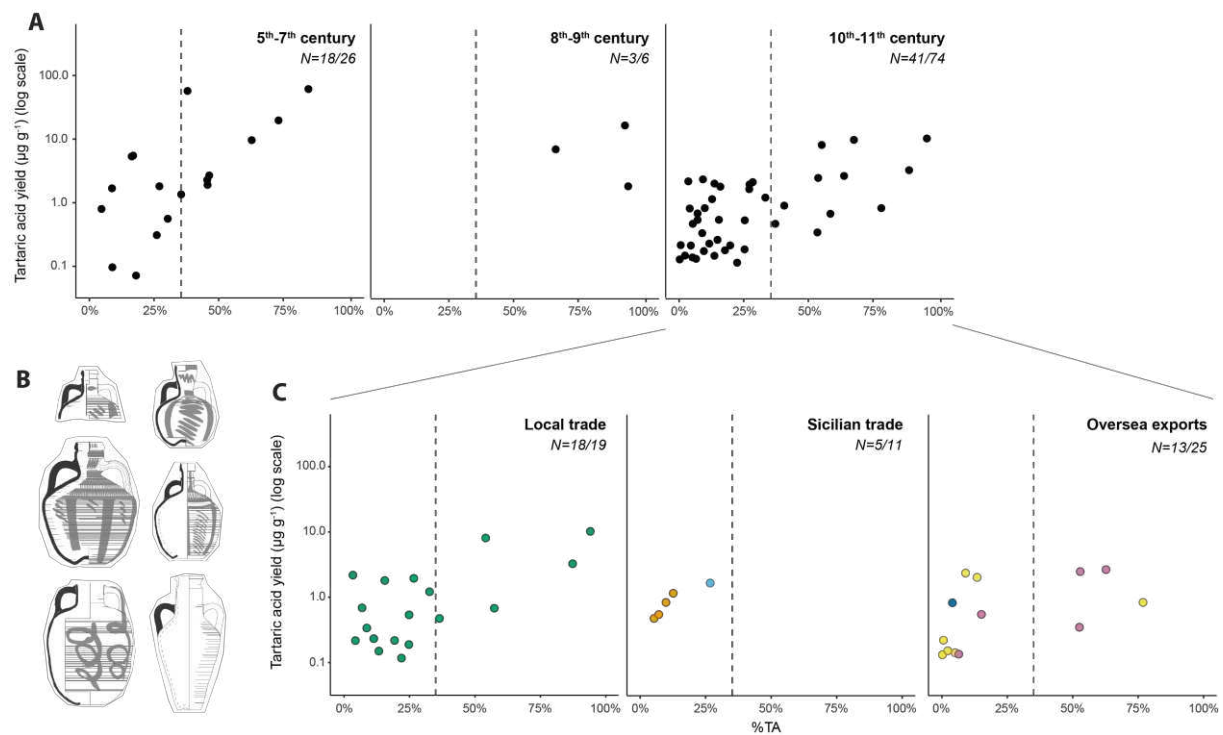 A
5th-7th century
N=18/26
8th-9th century
N=3/6
10th-11th century
N=41/74
Tartaric acid yield (µg g-1) (log scale)
100.0
10.0
1.0
0.1
0% 25% 50% 75% 100%
0% 25% 50% 75% 100%
0% 25% 50% 75% 100%
B
C
Local trade
N=18/19
Sicilian trade
N=5/11
Oversea exports
N=13/25
Tartaric acid yield (µg g-1) (log scale)
100.0
10.0
1.0
0.1
0% 25% 50% 75% 100%
0% 25% 50% 75% 100%
0% 25% 50% 75% 100%
%TA